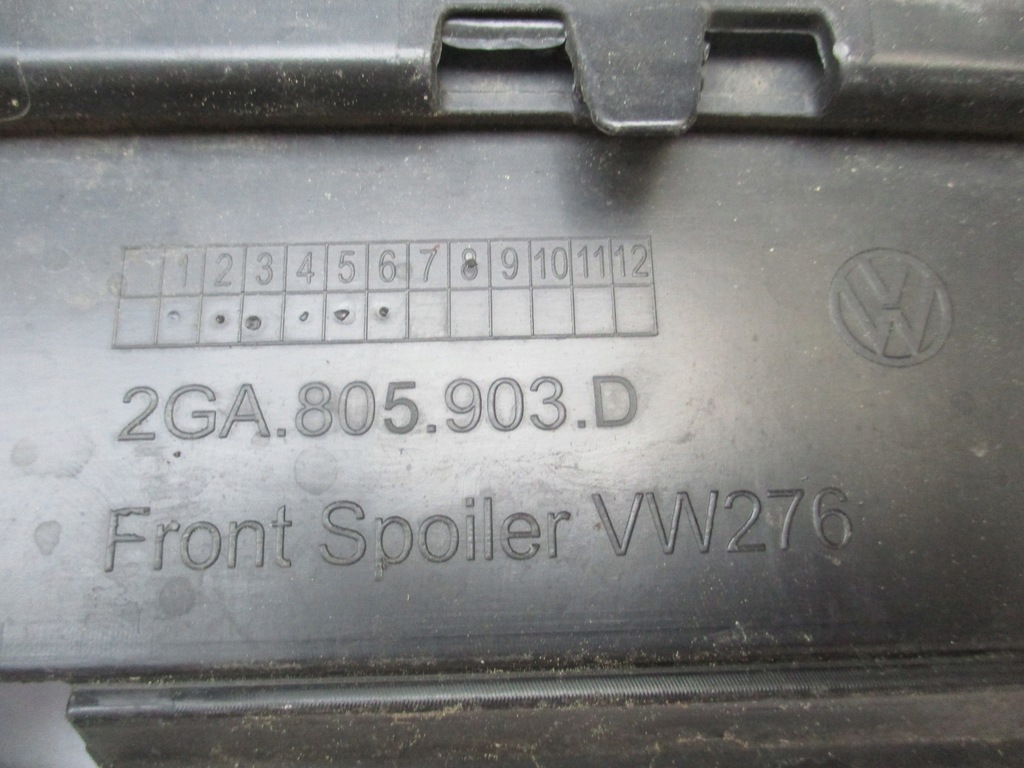 1 2 3 4 5 6 7 8 9 10 11 12
2GA.805.903.D
Front Spoiler VW276